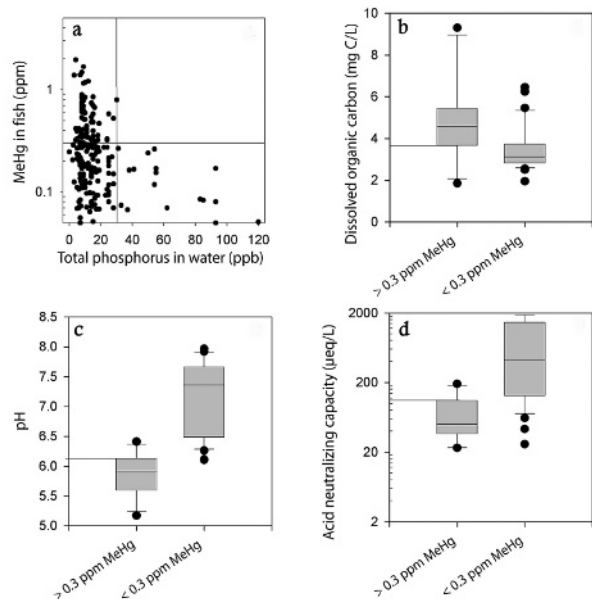 a
MeHg in fish (ppm)
1
0.1
0 20 40 60 80 100 120
Total phosphorus in water (ppb)
b
Dissolved organic carbon (mg C/L)
10
8
6
4
2
0
> 0.3 ppm MeHg
< 0.3 ppm MeHg
c
pH
8.5
8.0
7.5
7.0
6.5
6.0
5.5
5.0
> 0.3 ppm MeHg
< 0.3 ppm MeHg
d
Acid neutralizing capacity (μeq/L)
2000
200
20
2
> 0.3 ppm MeHg
< 0.3 ppm MeHg